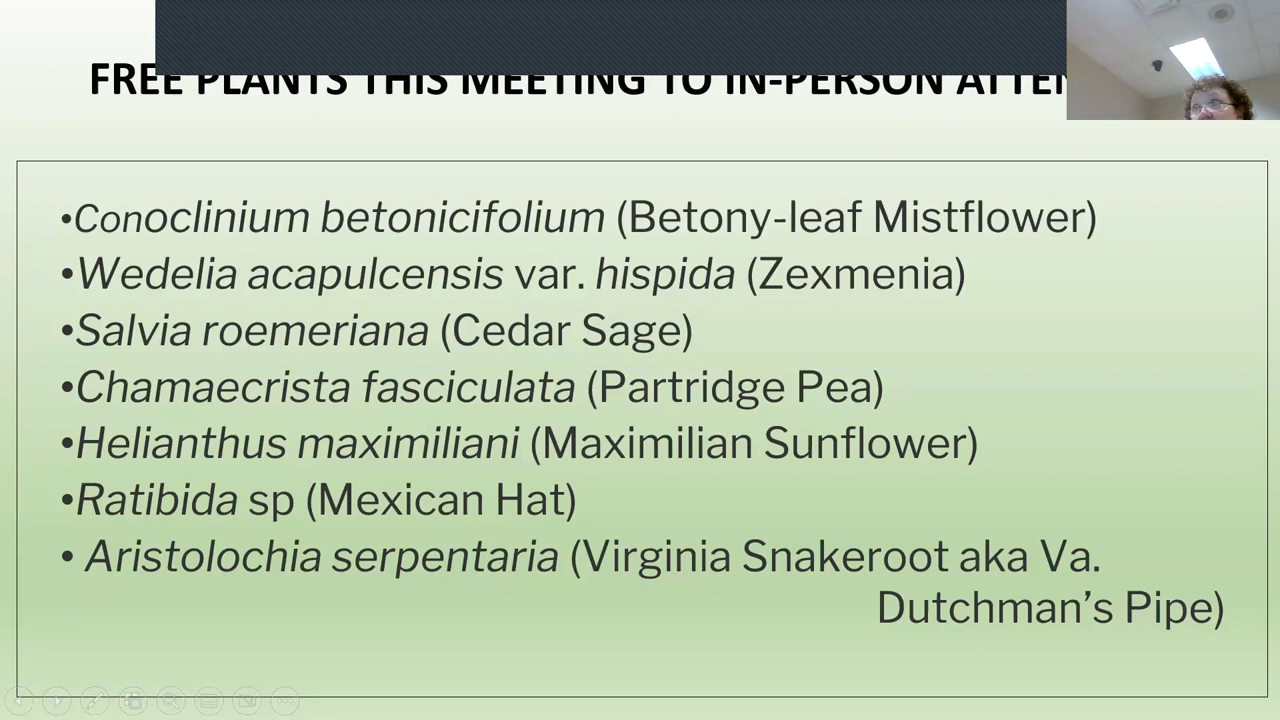 FREE PLANTS THIS MEETING TO IN-PERSON
•Conoclinium betonicifolium (Betony-leaf Mistflower)
•Wedelia acapulcensis var. hispida (Zexmenia)
•Salvia roemeriana (Cedar Sage)
•Chamaecrista fasciculata (Partridge Pea)
•Helianthus maximiliani (Maximilian Sunflower)
•Ratibida sp (Mexican Hat)
• Aristolochia serpentaria (Virginia Snakeroot aka Va.
Dutchman’s Pipe)